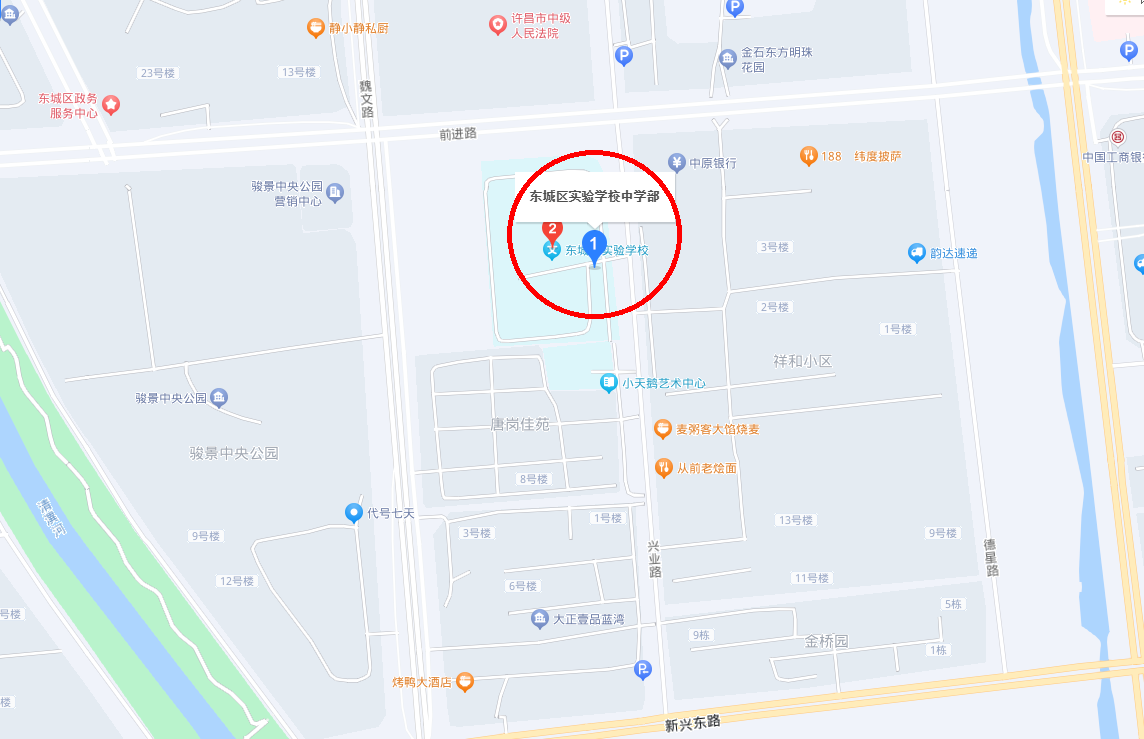 静小静私厨
许昌市中级
人民法院
P
P
P
金石东方明珠
花园
23号楼
13号楼
魏文路
东城区政务
服务中心
前进路
中原银行
188 纬度披萨
中国工商银
骏景中央公园
营销中心
东城区实验学校中学部
2
1
文
东城
实验学校
3号楼
韵达速递
2号楼
1号楼
祥和小区
小天鹅艺术中心
骏景中央公园
唐岗佳苑
麦粥客大馅烧麦
骏景中央公园
从前老烩面
8号楼
清潩河
代号七天
1号楼
13号楼
9号楼
3号楼
9号楼
兴业路
德星路
12号楼
6号楼
11号楼
号楼
大正壹品蓝湾
5栋
9栋
金桥园
1栋
P
烤鸭大酒店
楼
新兴东路